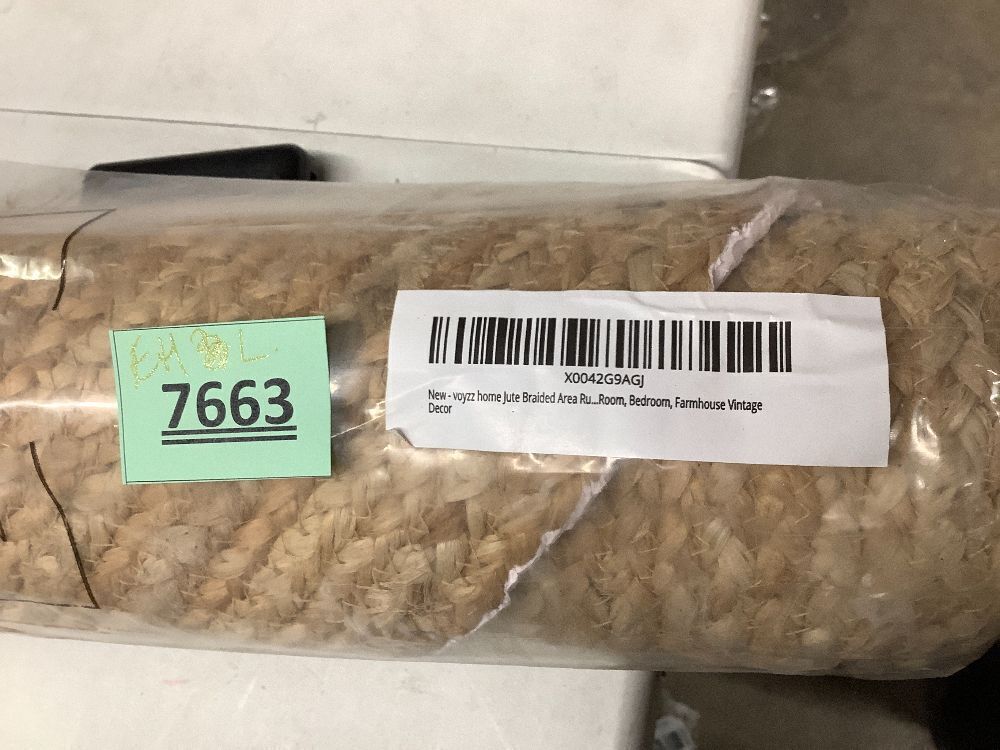 7663
X0042G9AGJ
New - voyzz home Jute Braided Area Ru...Room, Bedroom, Farmhouse Vintage
Decor